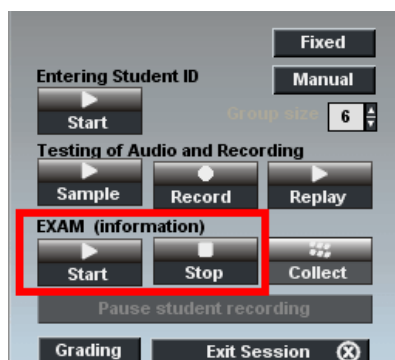 Fixed
Entering Student ID
Manual
Start
Group size 6
Testing of Audio and Recording
Sample Record Replay
EXAM (information)
Start Stop Collect
Pause student recording
Grading Exit Session